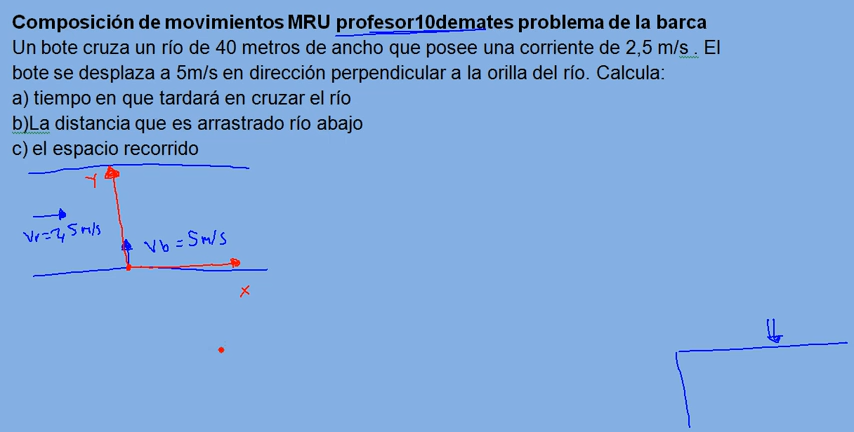 Composición de movimientos MRU profesor10demates problema de la barca
Un bote cruza un río de 40 metros de ancho que posee una corriente de 2,5 m/s . El
bote se desplaza a 5m/s en dirección perpendicular a la orilla del río. Calcula:
a) tiempo en que tardará en cruzar el río
b)La distancia que es arrastrado río abajo
c) el espacio recorrido
Y
Vr=2,5m/s
Vb=5m/s
X